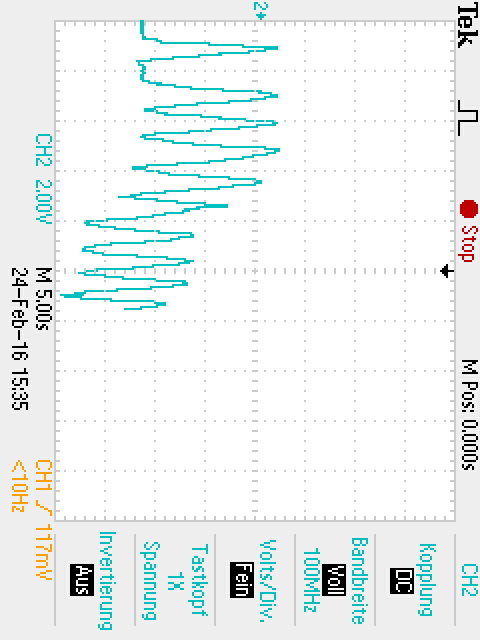 Tek
Stop
M Pos: 0.000s
CH2
Kopplung
DC
Bandbreite
Voll
100MHz
Volts/Div.
Fein
Tastkopf
1X
Spannung
Invertierung
Aus
2
CH2 2.00V
M 5.00s
CH1 / 117mV
24-Feb-16 15:35
<10Hz